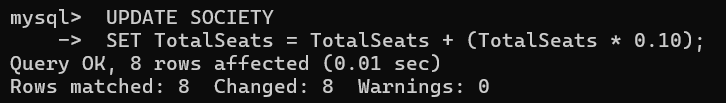 mysql>  UPDATE SOCIETY
    ->  SET TotalSeats = TotalSeats + (TotalSeats * 0.10);
Query OK, 8 rows affected (0.01 sec)
Rows matched: 8  Changed: 8  Warnings: 0